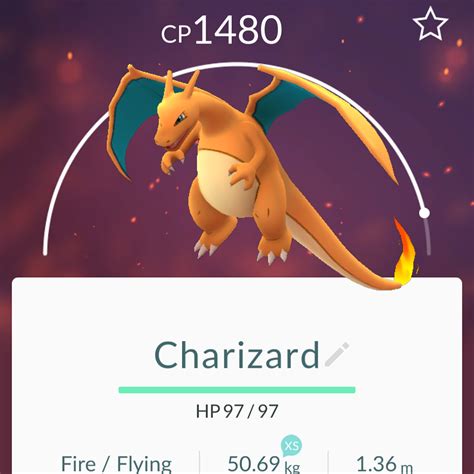 CP1480
Charizard
HP 97 / 97
XS
Fire / Flying 50.69 kg 1.36 m